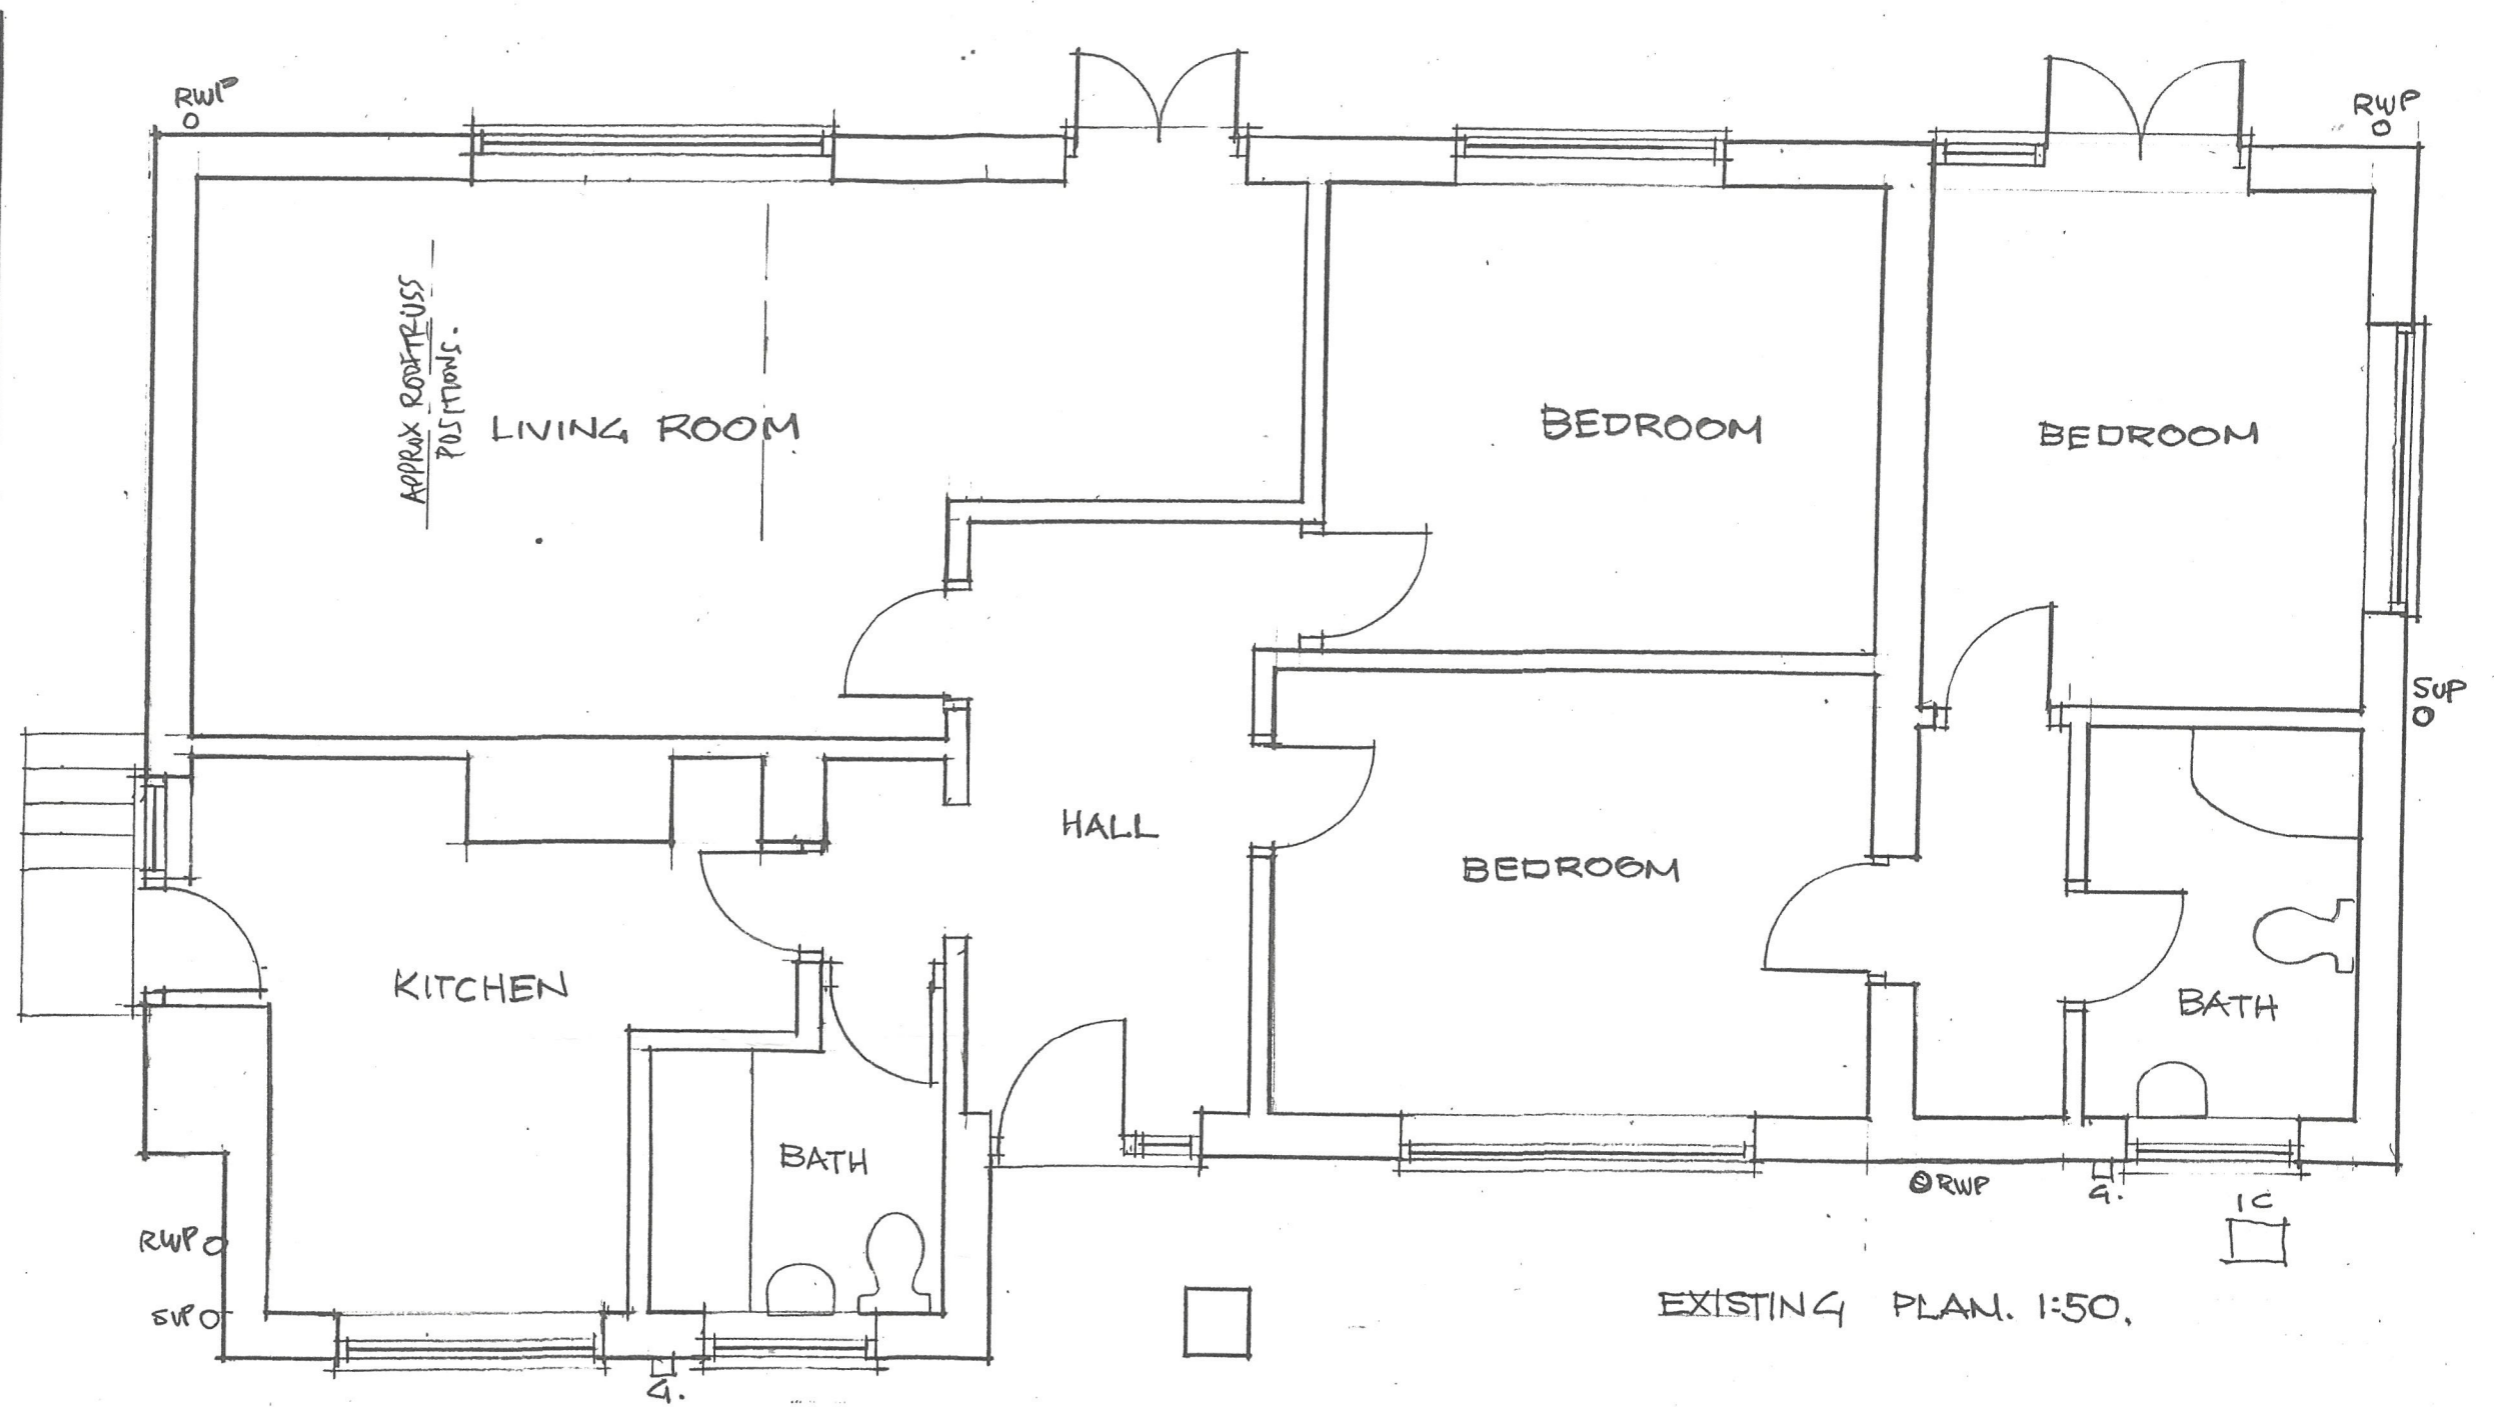 RWP
RWP
APPROX ROOF TRUSS
POSITIONS.
LIVING ROOM
BEDROOM
BEDROOM
SVP
HALL
BEDROOM
KITCHEN
BATH
BATH
RWP
G.
IC
RWP
SVP
EXISTING PLAN. 1:50.
G.